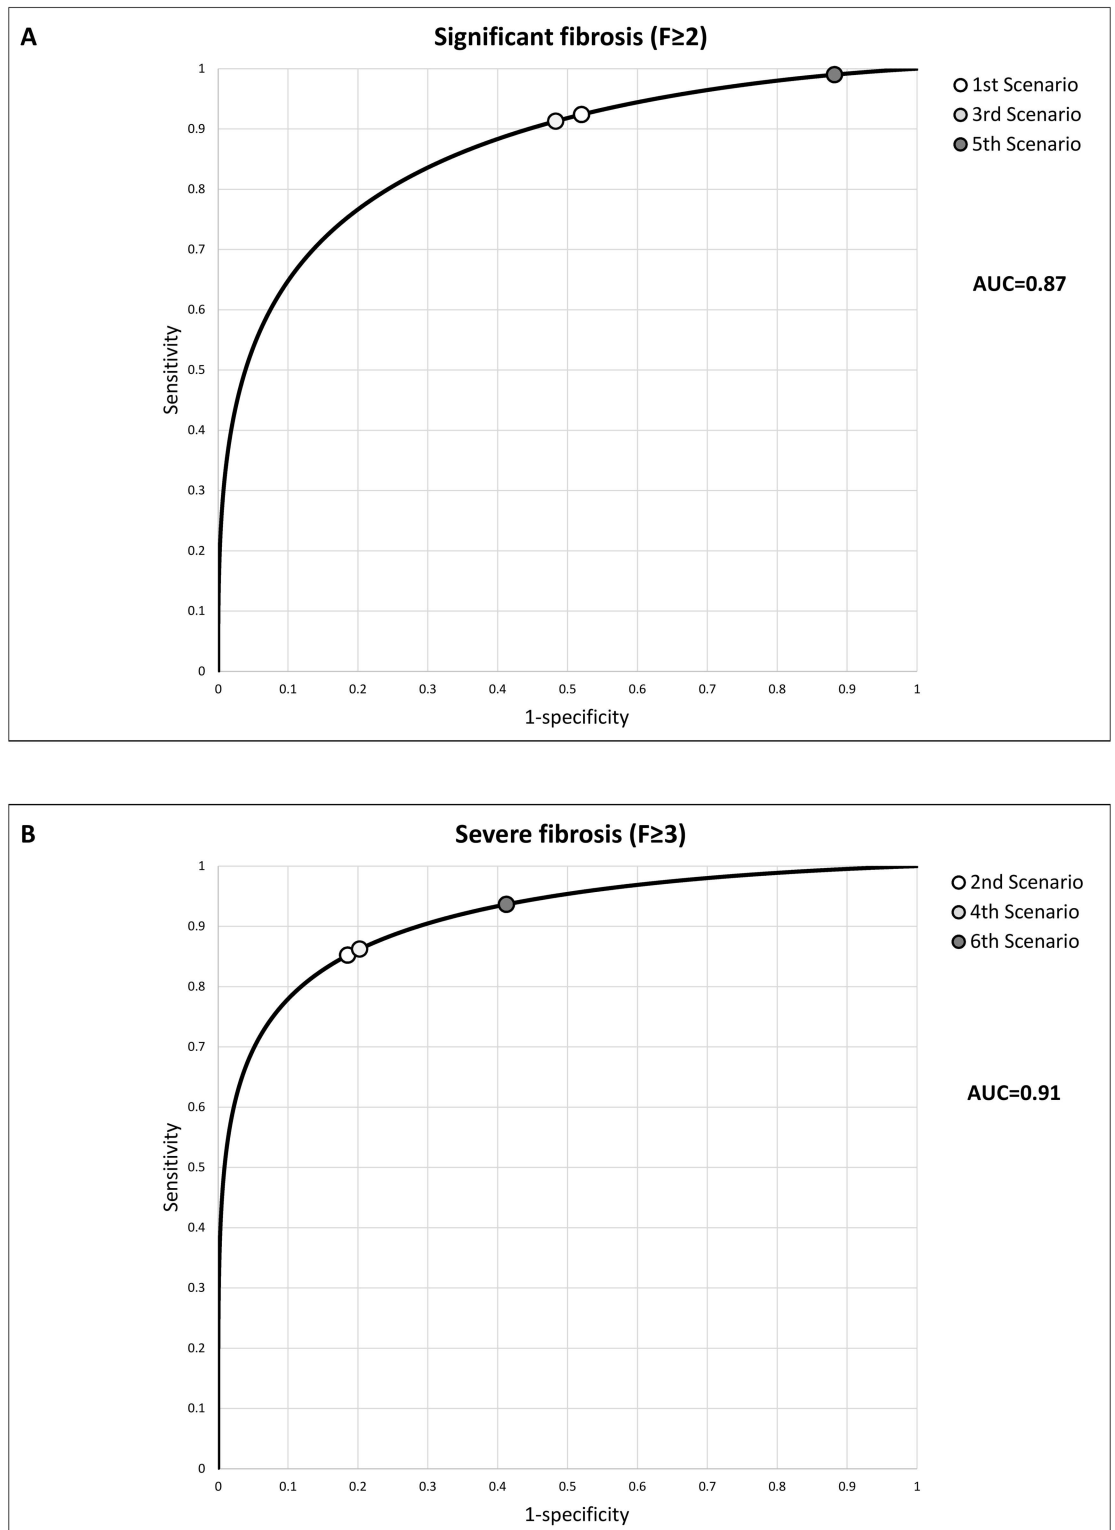 A
Significant fibrosis (F≥2)
1
0.9
0.8
0.7
0.6
0.5
0.4
0.3
0.2
0.1
0
Sensitivity
0 0.1 0.2 0.3 0.4 0.5 0.6 0.7 0.8 0.9 1
1-specificity
1st Scenario
3rd Scenario
5th Scenario
AUC=0.87
B
Severe fibrosis (F≥3)
1
0.9
0.8
0.7
0.6
0.5
0.4
0.3
0.2
0.1
0
Sensitivity
0 0.1 0.2 0.3 0.4 0.5 0.6 0.7 0.8 0.9 1
1-specificity
2nd Scenario
4th Scenario
6th Scenario
AUC=0.91